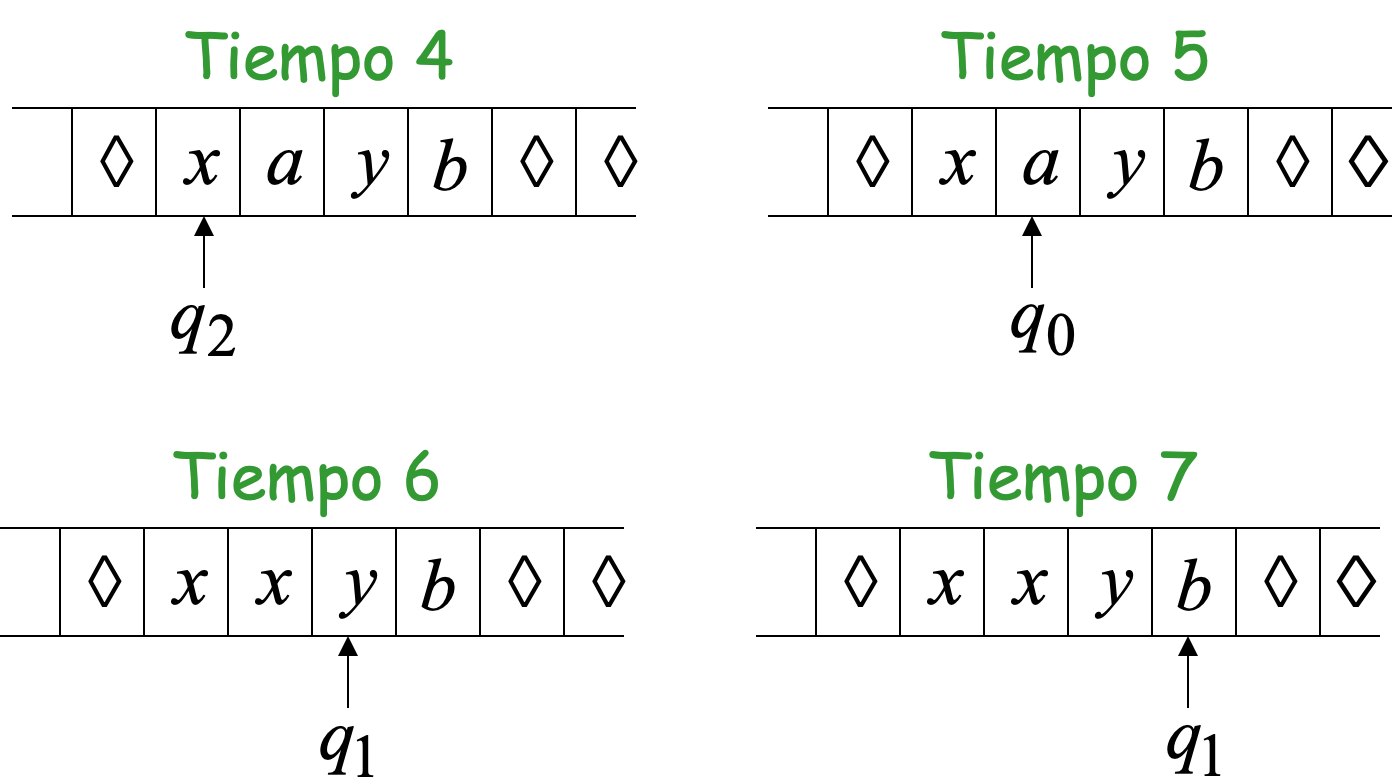 Tiempo 4
◊ x a y b ◊ ◊
q2
Tiempo 5
◊ x a y b ◊ ◊
q0
Tiempo 6
◊ x x y b ◊ ◊
q1
Tiempo 7
◊ x x y b ◊ ◊
q1